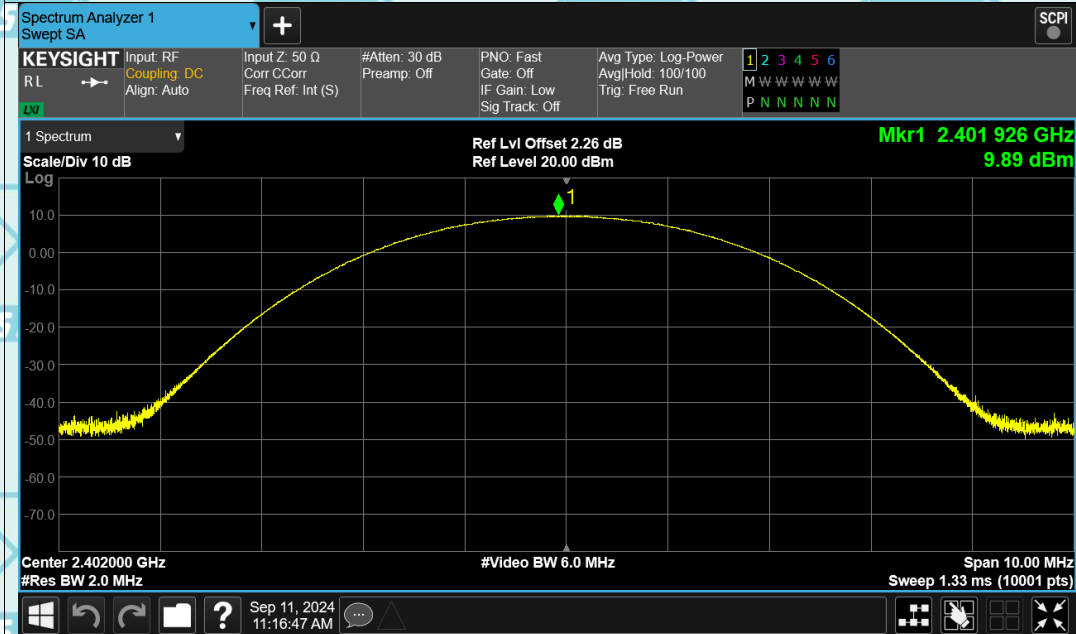 Spectrum Analyzer 1
Swept SA
+
SCPI
KEYSIGHT
R L
LXI
Input: RF
Coupling: DC
Align: Auto
Input Z: 50 Ω
Corr CCorr
Freq Ref: Int (S)
#Atten: 30 dB
Preamp: Off
PNO: Fast
Gate: Off
IF Gain: Low
Sig Track: Off
Avg Type: Log-Power
Avg|Hold: 100/100
Trig: Free Run
1 2 3 4 5 6
M W W W W W
P N N N N N
1 Spectrum
Scale/Div 10 dB
Log
Ref Lvl Offset 2.26 dB
Ref Level 20.00 dBm
Mkr1 2.401 926 GHz
9.89 dBm
1
10.0
0.00
-10.0
-20.0
-30.0
-40.0
-50.0
-60.0
-70.0
Center 2.402000 GHz
#Res BW 2.0 MHz
#Video BW 6.0 MHz
Span 10.00 MHz
Sweep 1.33 ms (10001 pts)
?
Sep 11, 2024
11:16:47 AM